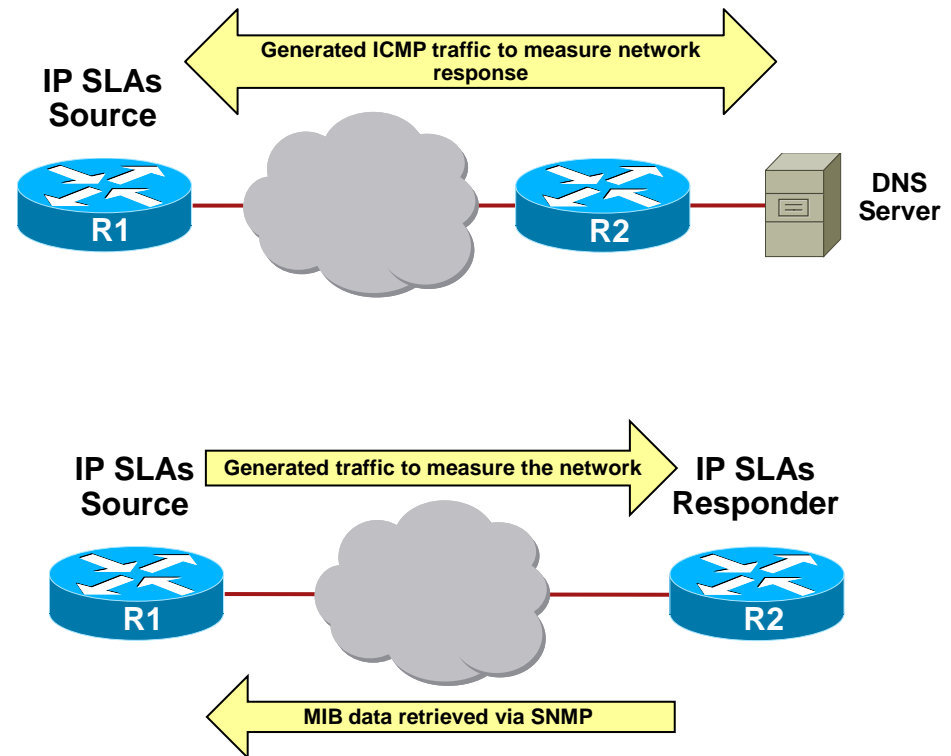 Generated ICMP traffic to measure network
response
IP SLAs
Source
R1
R2
DNS
Server
IP SLAs
Source
Generated traffic to measure the network
IP SLAs
Responder
R1
R2
MIB data retrieved via SNMP